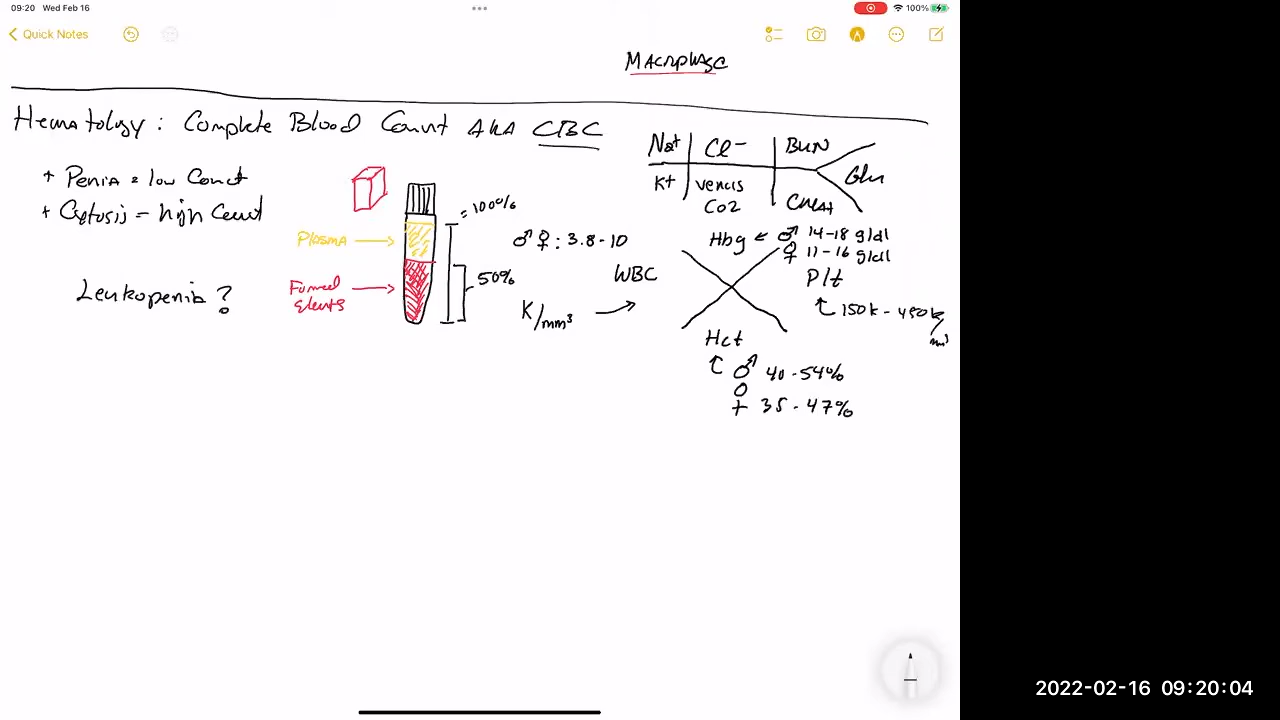 09:20 Wed Feb 16
100%
Quick Notes
Macrophage
Hematology: Complete Blood Count AKA CBC
+ Penia = low Count
+ Cytosis = high Count
Leukopenia?
Plasma
Formed
= 100%
50%
♂ ♀: 3.8-10
WBC
K/mm³
Na+ Cl- BUN
K+ venous Creat Glu
CO2
Hbg ← ♂ 14-18 g/dl
♀ 11-16 g/dl
Plt
150k-450k/
mm³
Hct
♂ 40-54%
♀ 35-47%
2022-02-16 09:20:04